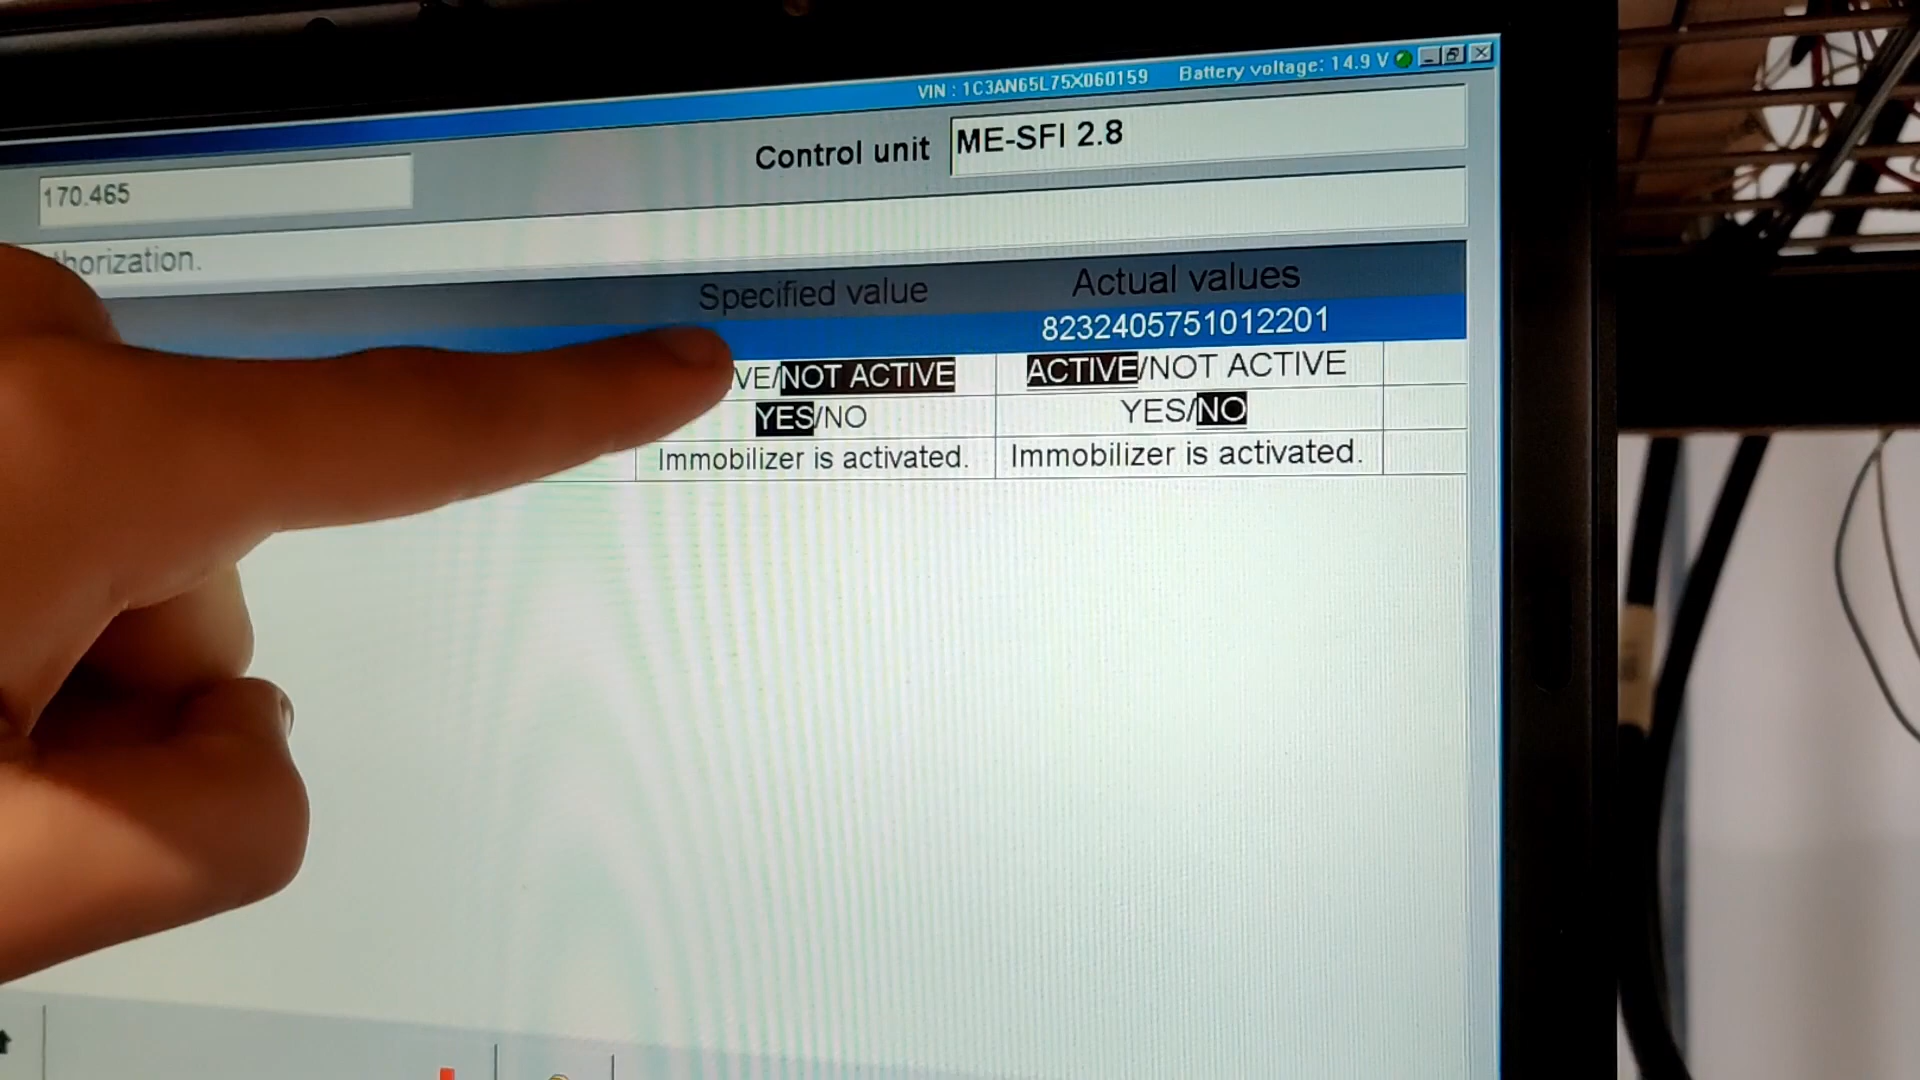 VIN : 1C3AN65L75X060159 Battery voltage: 14.9 V
Control unit ME-SFI 2.8
170.465
horization.
Specified value Actual values
8232405751012201
VE/NOT ACTIVE ACTIVE/NOT ACTIVE
YES/NO YES/NO
Immobilizer is activated. Immobilizer is activated.